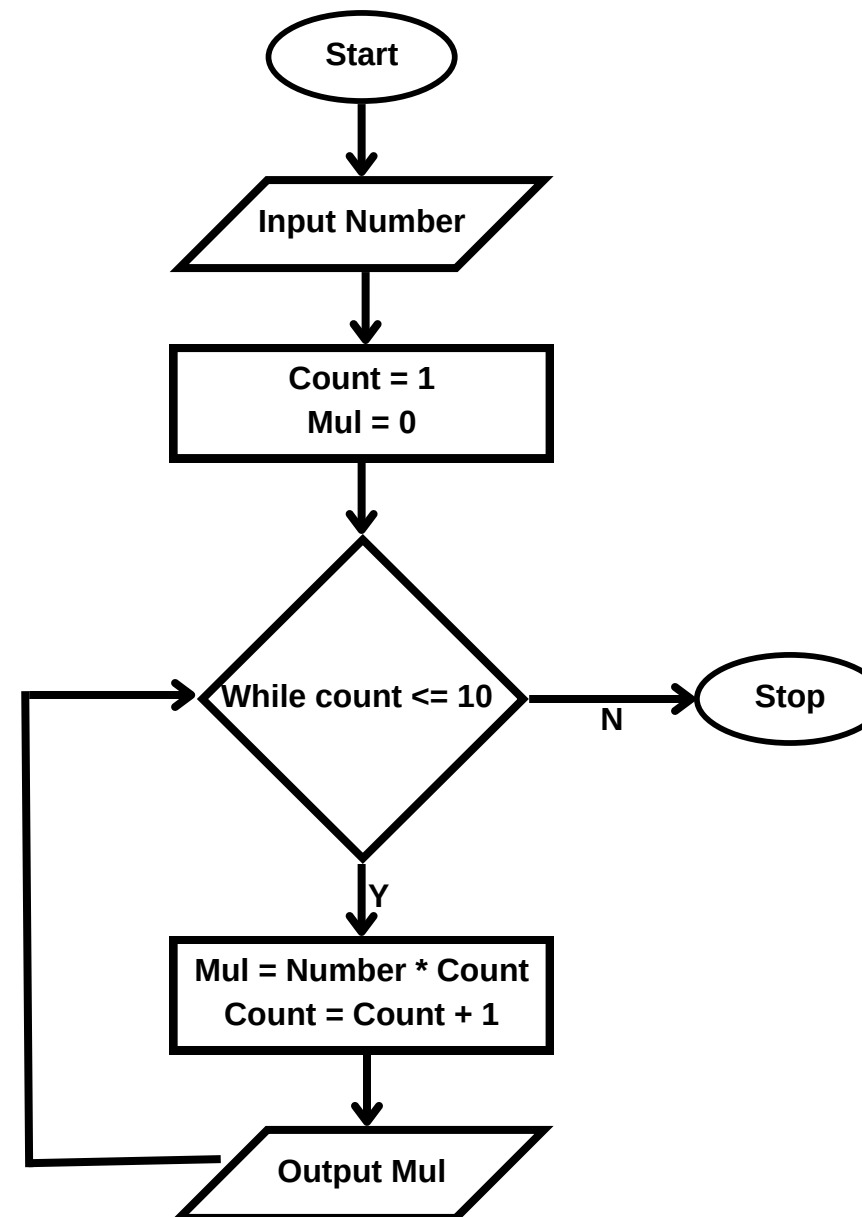 Start
Input Number
Count = 1
Mul = 0
While count <= 10
N
Stop
Y
Mul = Number * Count
Count = Count + 1
Output Mul